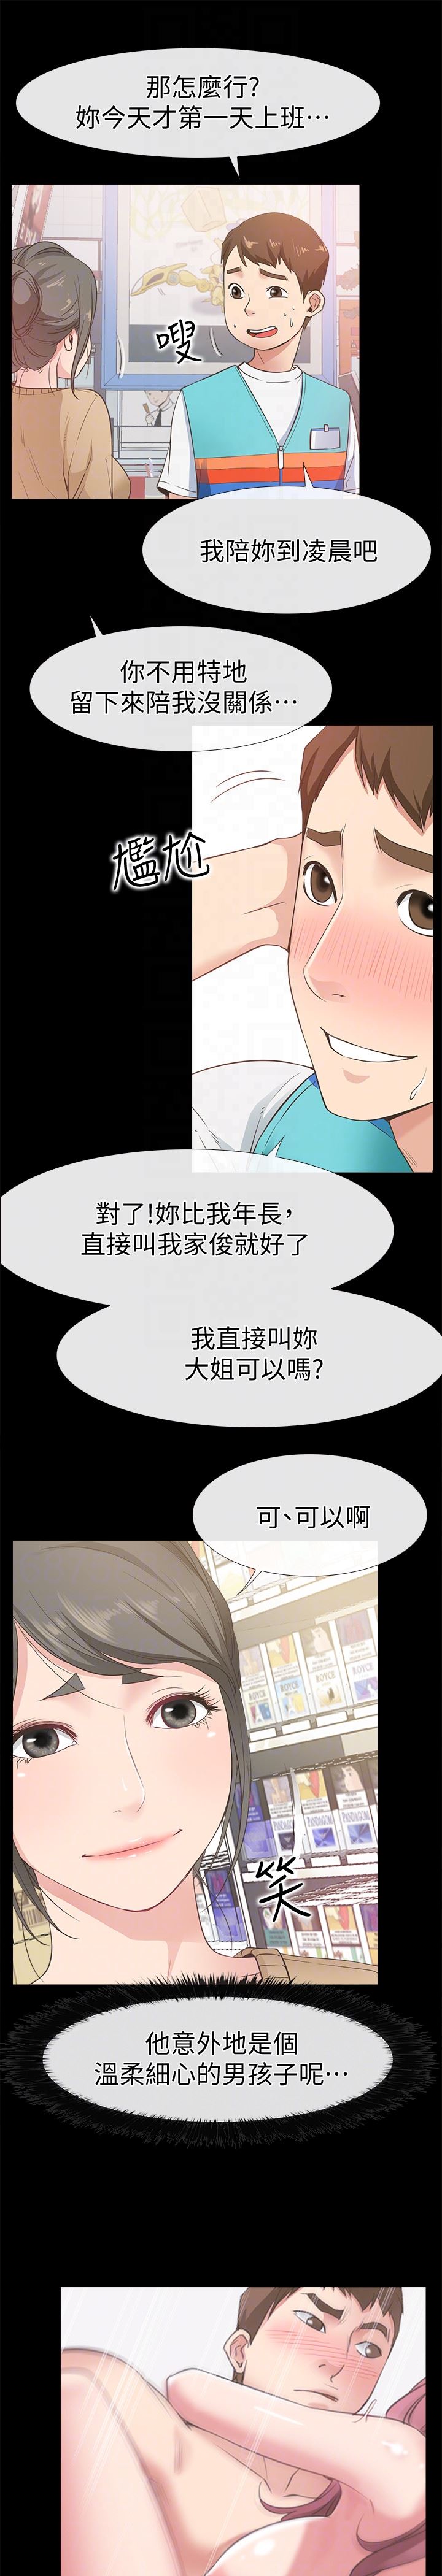 那怎麼行?
妳今天才第一天上班…
嗖
我陪妳到凌晨吧
你不用特地
留下來陪我沒關係…
尷尬
對了!妳比我年長,
直接叫我家俊就好了
我直接叫妳
大姐可以嗎?
可、可以啊
ROYCE
ROYCE
PARAGON
PARAGON
笑
他意外地是個
溫柔細心的男孩子呢…